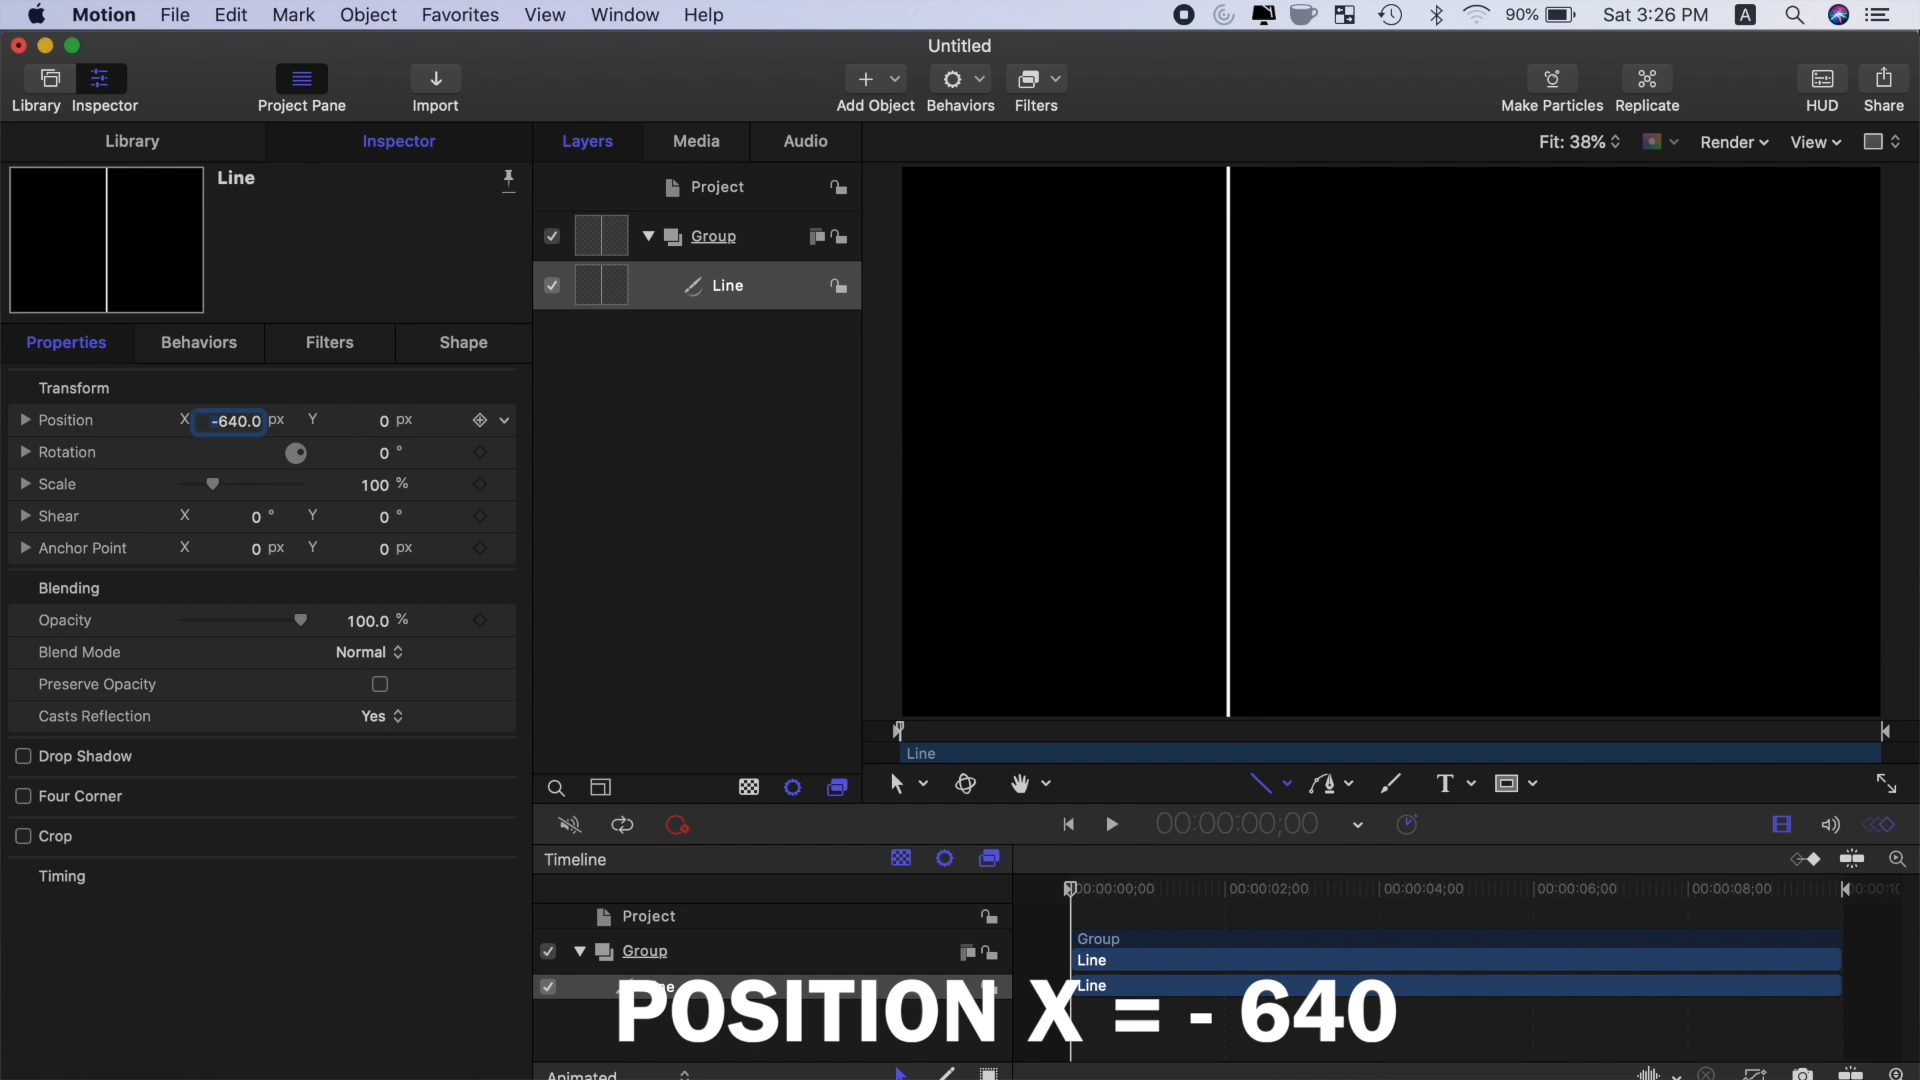 Motion File Edit Mark Object Favorites View Window Help 90% Sat 3:26 PM A
Untitled
Library Inspector Project Pane Import Add Object Behaviors Filters Make Particles Replicate HUD Share
Library Inspector Layers Media Audio Fit: 38% Render View
Line
Project
Group
Line
Properties Behaviors Filters Shape
Transform
Position X -640.0 px Y 0 px
Rotation 0 °
Scale 100 %
Shear X 0 ° Y 0 °
Anchor Point X 0 px Y 0 px
Blending
Opacity 100.0 %
Blend Mode Normal
Preserve Opacity
Casts Reflection Yes
Drop Shadow
Four Corner
Crop
Timing
Line
T
00:00:00;00
Timeline
00:00:00;00 00:00:02;00 00:00:04;00 00:00:06;00 00:00:08;00
Project
Group
Group
Line
Line
POSITION X = - 640
Animated